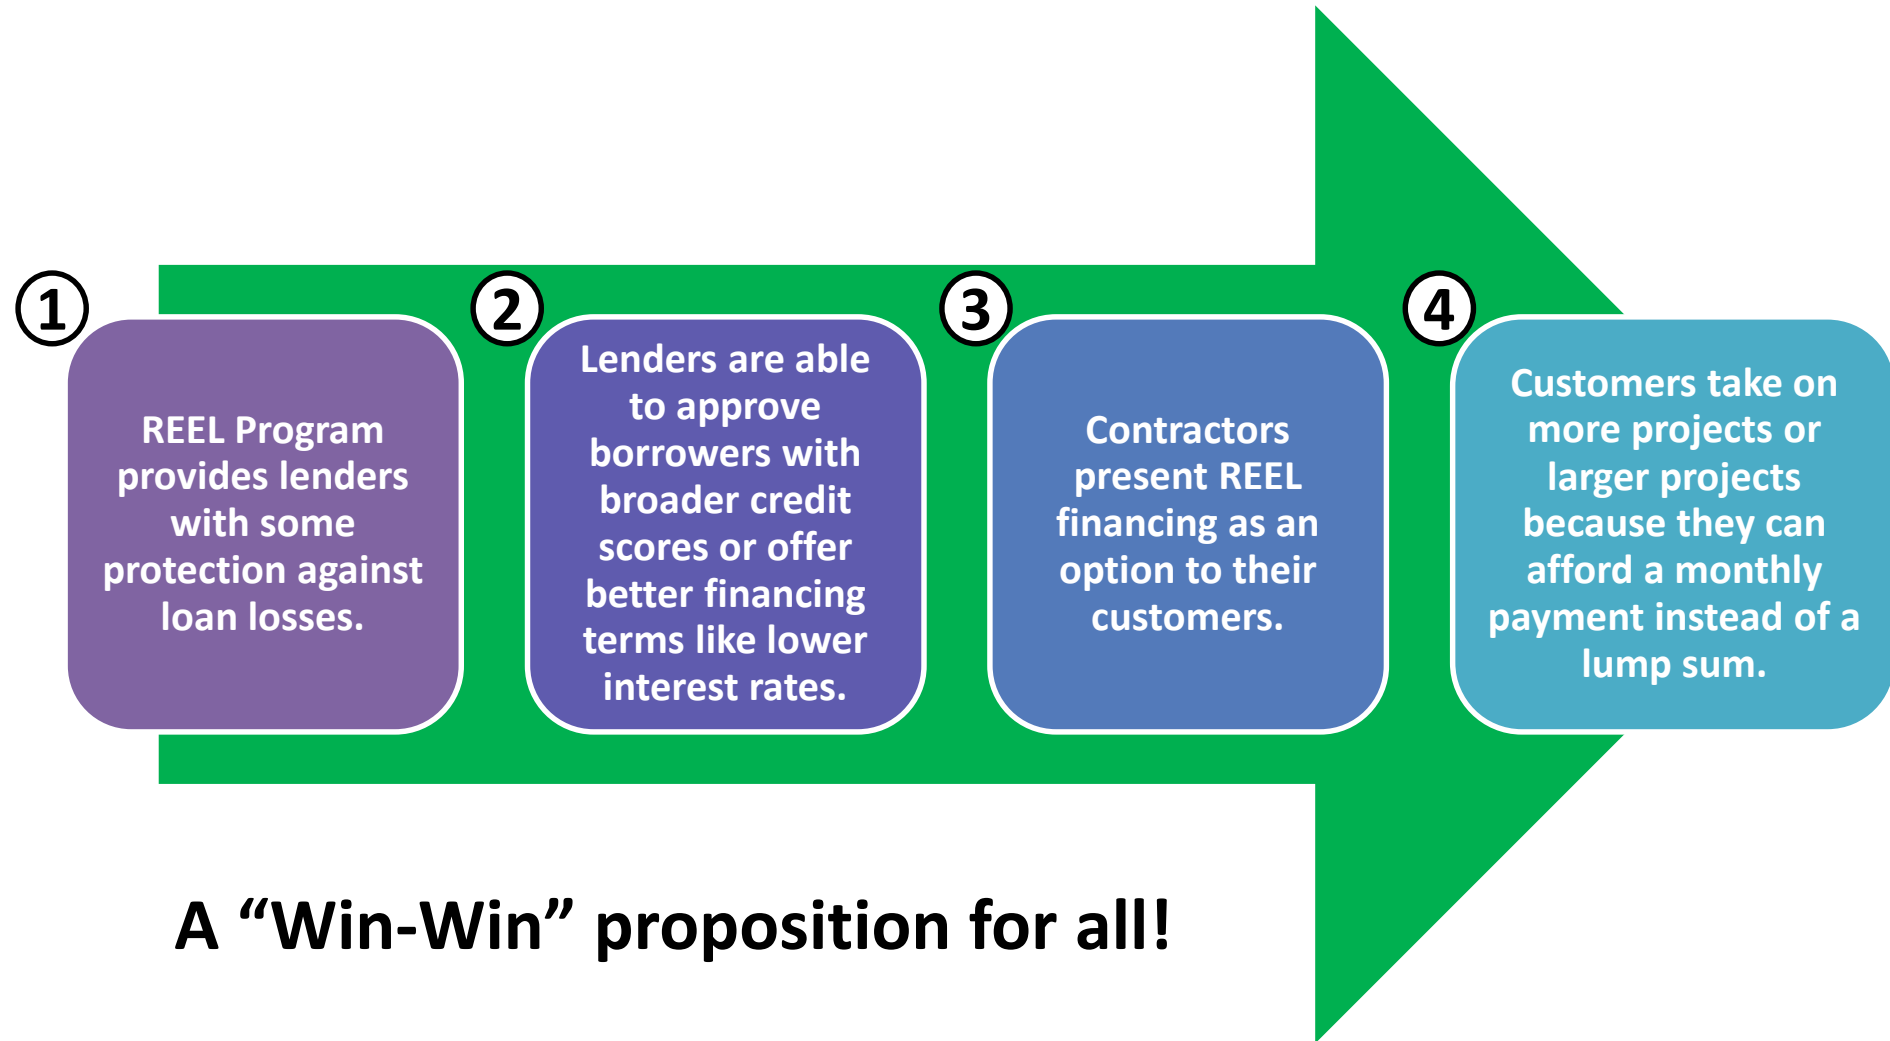 1
REEL Program
provides lenders
with some
protection against
loan losses.
2
Lenders are able
to approve
borrowers with
broader credit
scores or offer
better financing
terms like lower
interest rates.
3
Contractors
present REEL
financing as an
option to their
customers.
4
Customers take on
more projects or
larger projects
because they can
afford a monthly
payment instead of a
lump sum.
A “Win-Win” proposition for all!